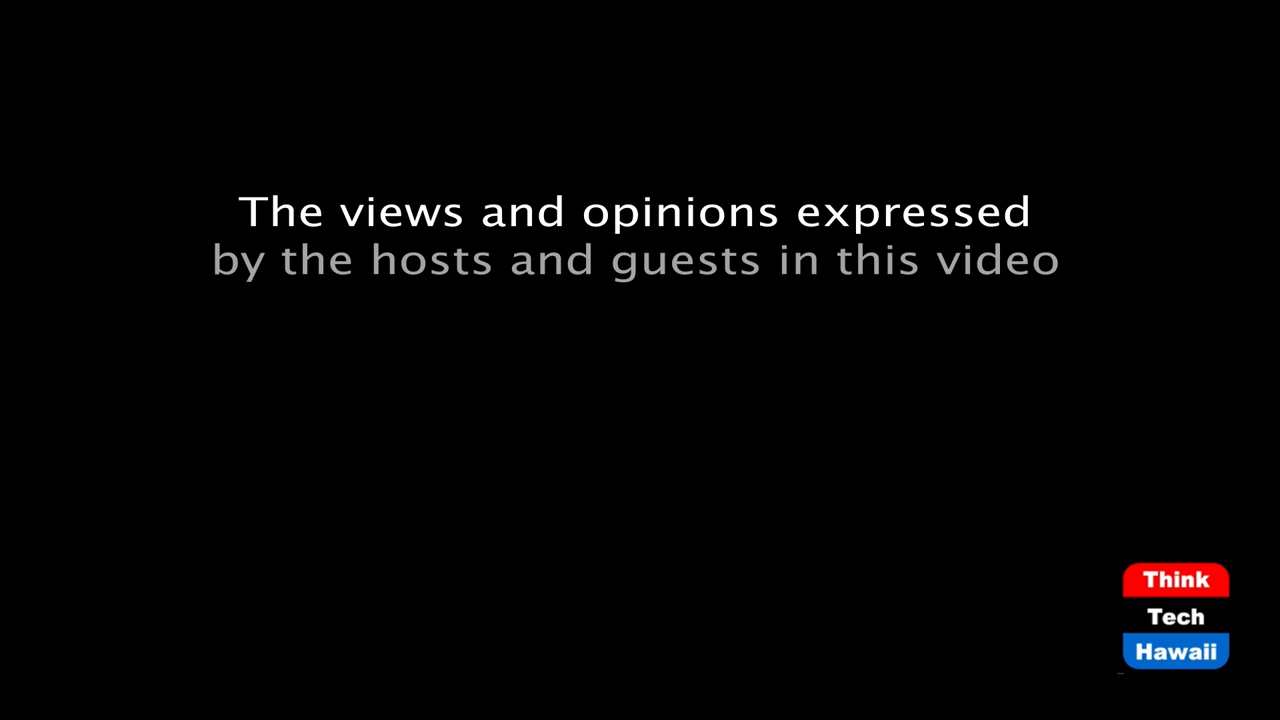 The views and opinions expressed
by the hosts and guests in this video
Think
Tech
Hawaii